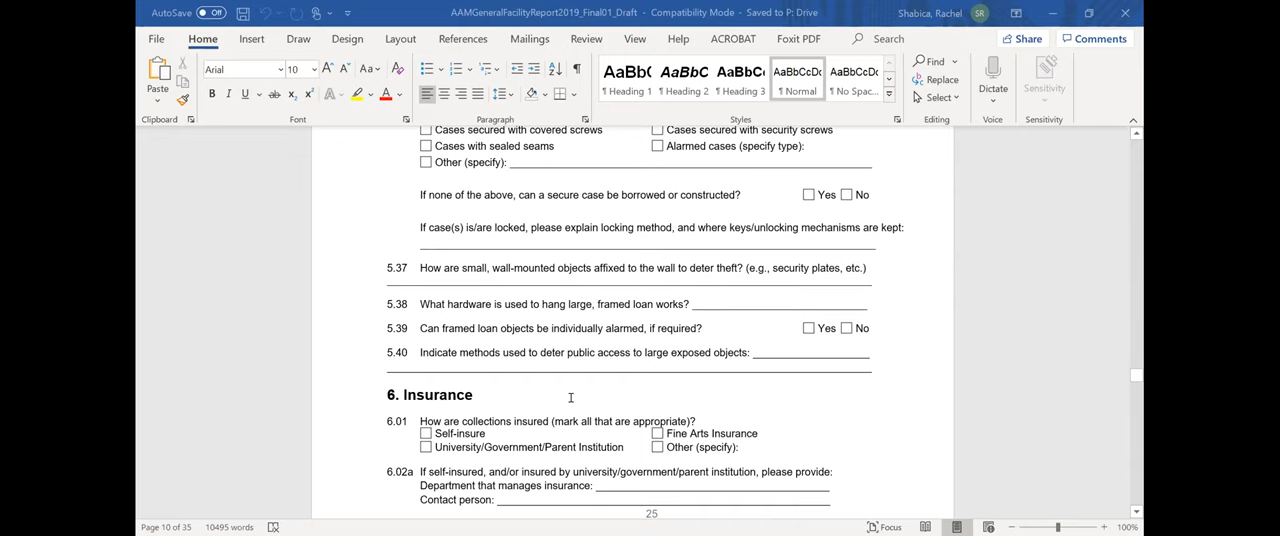 AutoSave Off AAMGeneralFacilityReport2019_Final01_Draft - Compatibility Mode - Saved to P: Drive Shabica, Rachel SR
File Home Insert Draw Design Layout References Mailings Review View Help ACROBAT Foxit PDF Search Share Comments
Arial 10 A A Aa A ¶ AaBb( AaBbC AaBbC( AaBbCcDc AaBbCcDc Find
Paste B I U ab x₂ x² A A ¶ Heading 1 ¶ Heading 2 ¶ Heading 3 ¶ Normal ¶ No Spac... Replace
Select Dictate Sensitivity
Clipboard Font Paragraph Styles Editing Voice Sensitivity
Cases secured with covered screws Cases secured with security screws
Cases with sealed seams Alarmed cases (specify type):
Other (specify):
If none of the above, can a secure case be borrowed or constructed? Yes No
If case(s) is/are locked, please explain locking method, and where keys/unlocking mechanisms are kept:
5.37 How are small, wall-mounted objects affixed to the wall to deter theft? (e.g., security plates, etc.)
5.38 What hardware is used to hang large, framed loan works?
5.39 Can framed loan objects be individually alarmed, if required? Yes No
5.40 Indicate methods used to deter public access to large exposed objects:
6. Insurance
6.01 How are collections insured (mark all that are appropriate)?
Self-insure Fine Arts Insurance
University/Government/Parent Institution Other (specify):
6.02a If self-insured, and/or insured by university/government/parent institution, please provide:
Department that manages insurance:
Contact person:
25
Page 10 of 35 10495 words Focus 100%